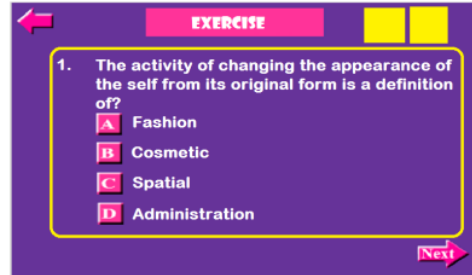 EXERCISE
1. The activity of changing the appearance of
the self from its original form is a definition
of?
A Fashion
B Cosmetic
C Spatial
D Administration
Next